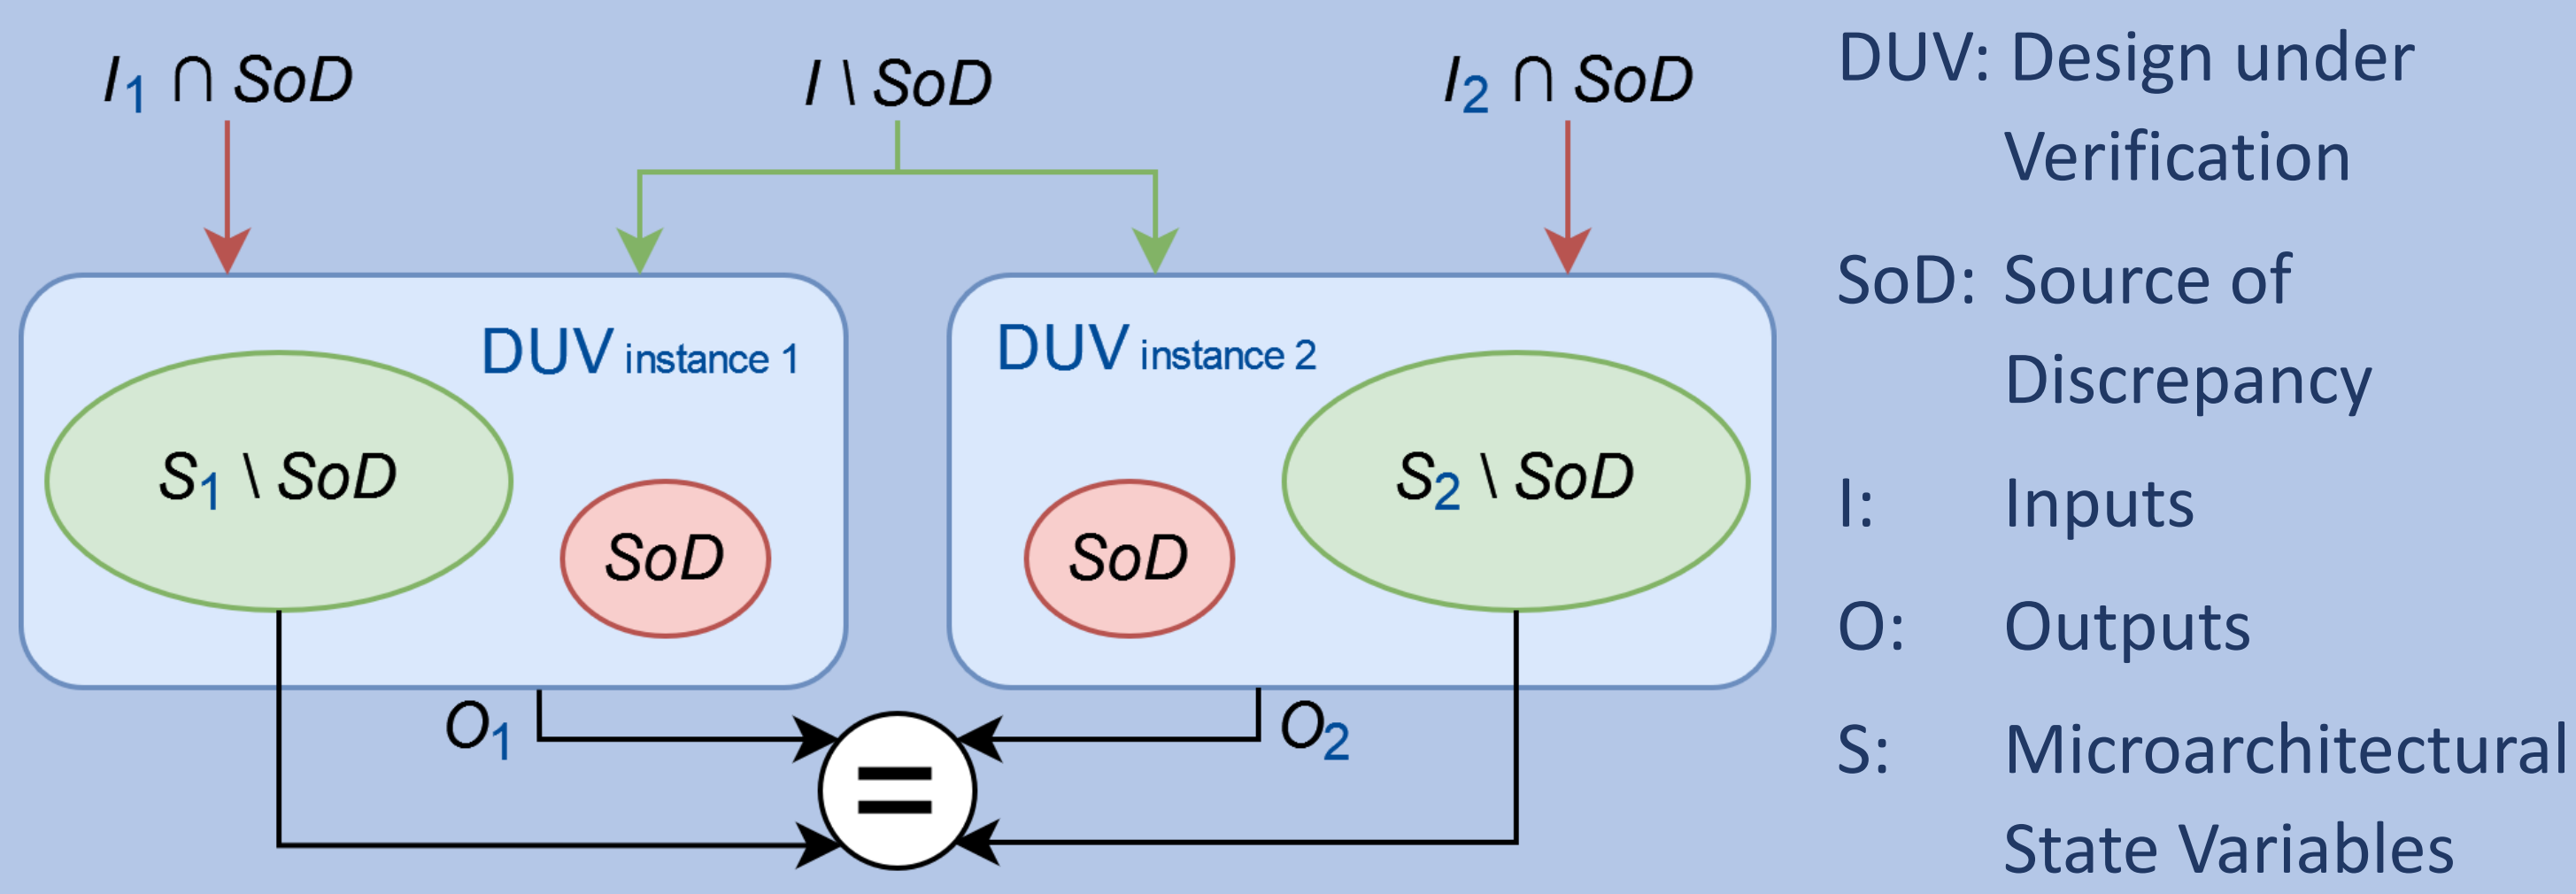 I1 ∩ SoD
I \ SoD
I2 ∩ SoD
DUV instance 1
S1 \ SoD
SoD
DUV instance 2
SoD
S2 \ SoD
O1
=
O2
DUV: Design under
Verification
SoD: Source of
Discrepancy
I: Inputs
O: Outputs
S: Microarchitectural
State Variables